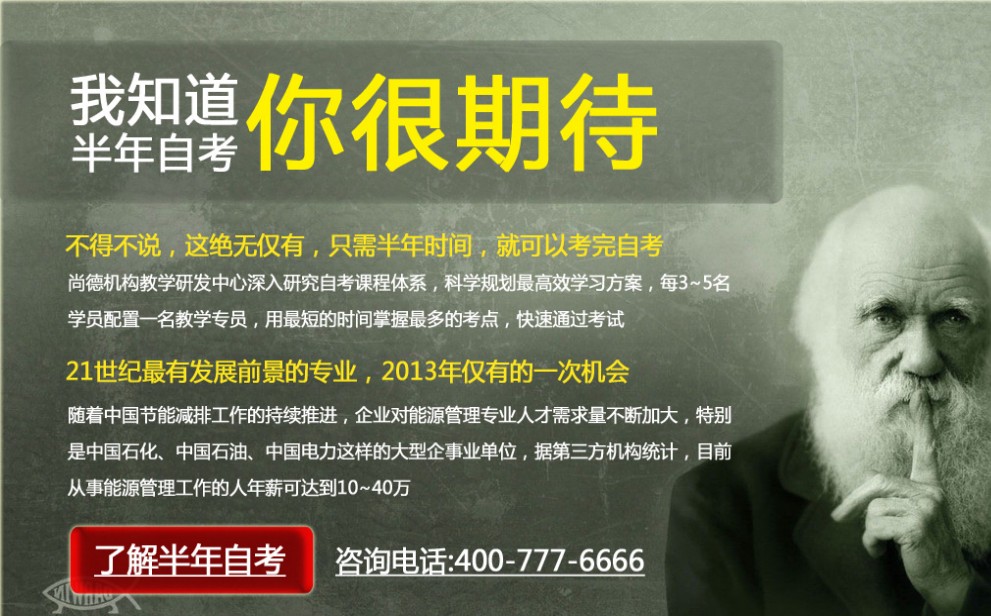 我知道
半年自考
你很期待
不得不说，这绝无仅有，只需半年时间，就可以考完自考
尚德机构教学研发中心深入研究自考课程体系，科学规划最高效学习方案，每3~5名
学员配置一名教学专员，用最短的时间掌握最多的考点，快速通过考试
21世纪最有发展前景的专业，2013年仅有的一次机会
随着中国节能减排工作的持续推进，企业对能源管理专业人才需求量不断加大，特别
是中国石化、中国石油、中国电力这样的大型企事业单位，据第三方机构统计，目前
从事能源管理工作的人年薪可达到10~40万
了解半年自考
咨询电话:400-777-6666
DARWIN